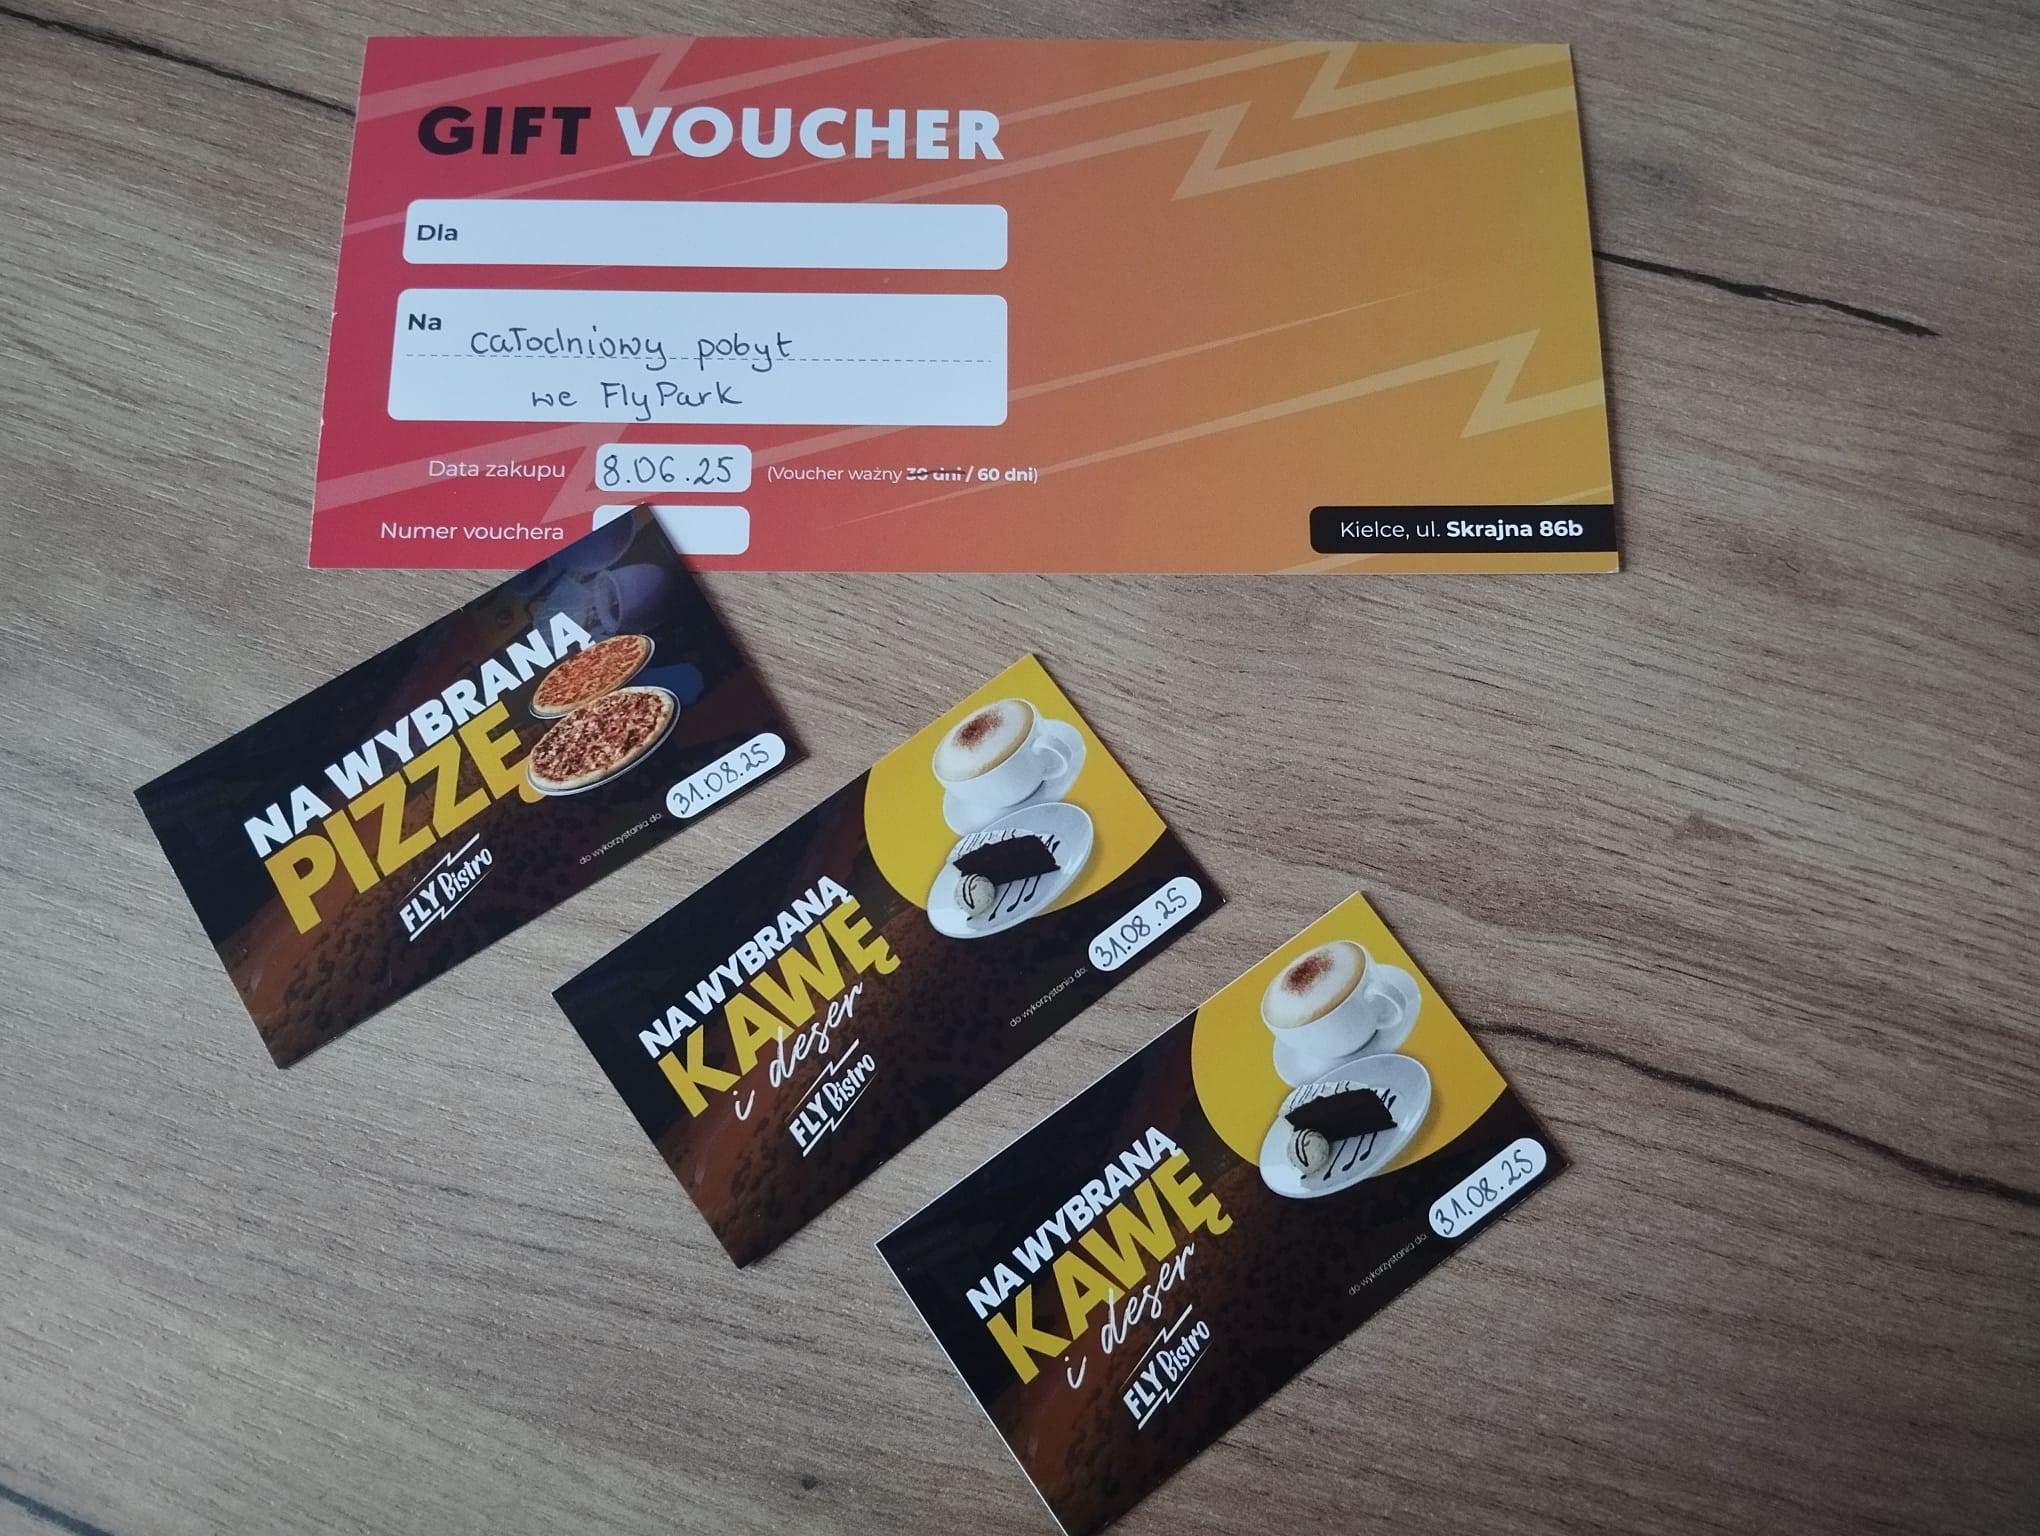 GIFT VOUCHER
Dla
Na całodniowy pobyt
we FlyPark
Data zakupu 8.06.25 (Voucher ważny 30 dni / 60 dni)
Numer vouchera
Kielce, ul. Skrajna 86b
NA WYBRANĄ
PIZZĘ
FLY Bistro
do wykorzystania do: 31.08.25
NA WYBRANĄ
KAWĘ
i deser
FLY Bistro
do wykorzystania do: 31.08.25
NA WYBRANĄ
KAWĘ
i deser
FLY Bistro
do wykorzystania do: 31.08.25